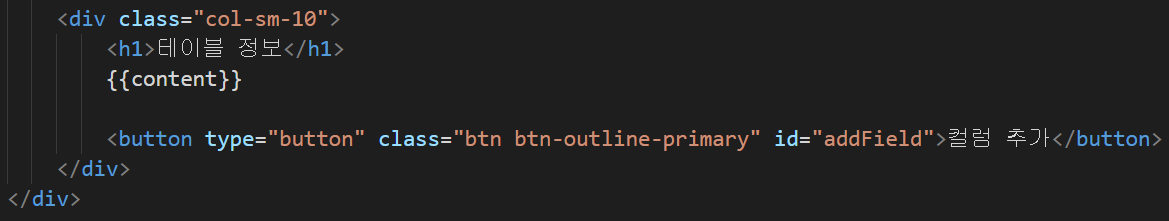 <div class="col-sm-10">
<h1>테이블 정보</h1>
{{content}}
<button type="button" class="btn btn-outline-primary" id="addField">컬럼 추가</button>
</div>
</div>